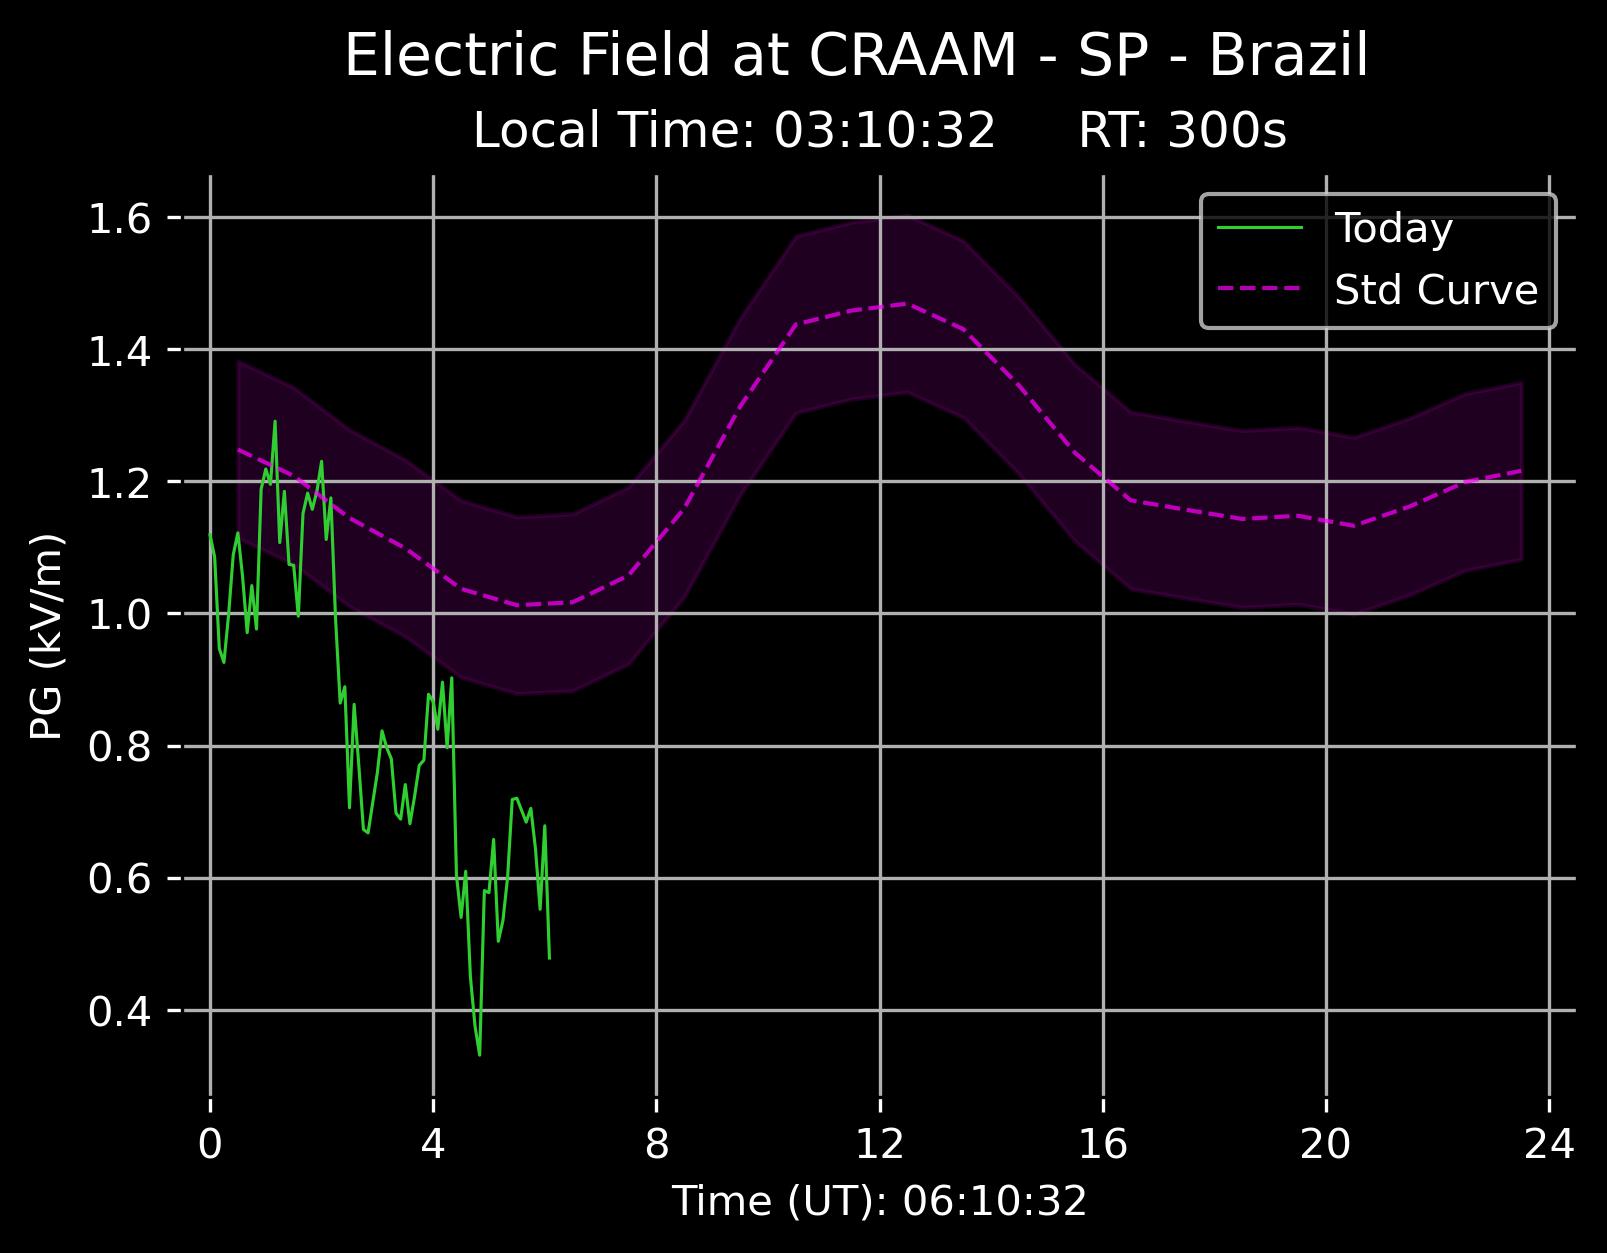 Electric Field at CRAAM - SP - Brazil
Local Time: 03:10:32 RT: 300s
Today
Std Curve
1.6
1.4
1.2
1.0
0.8
0.6
0.4
PG (kV/m)
0 4 8 12 16 20 24
Time (UT): 06:10:32